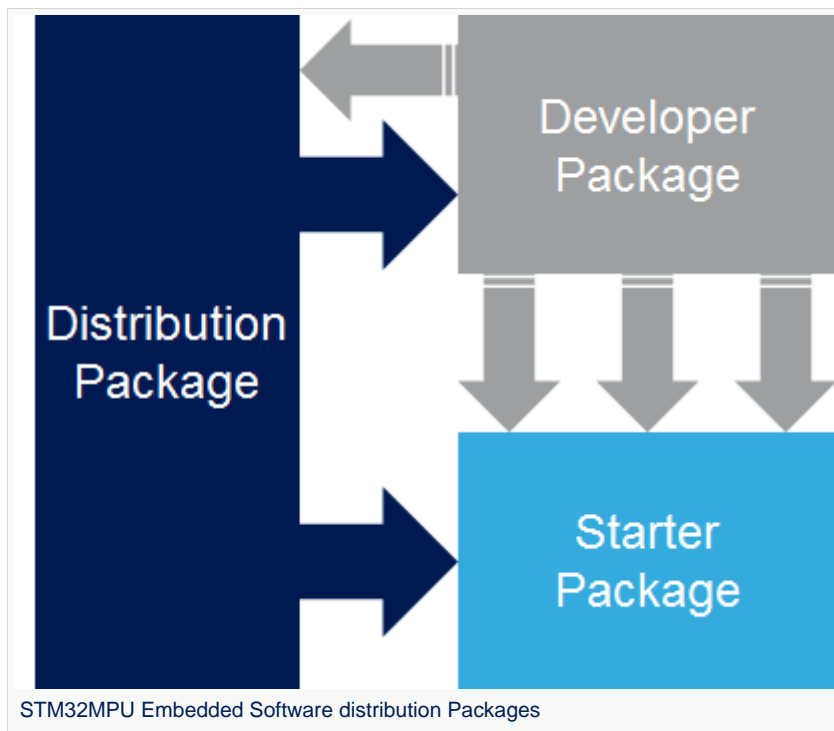 Developer
Package
Distribution
Package
Starter
Package
STM32MPU Embedded Software distribution Packages